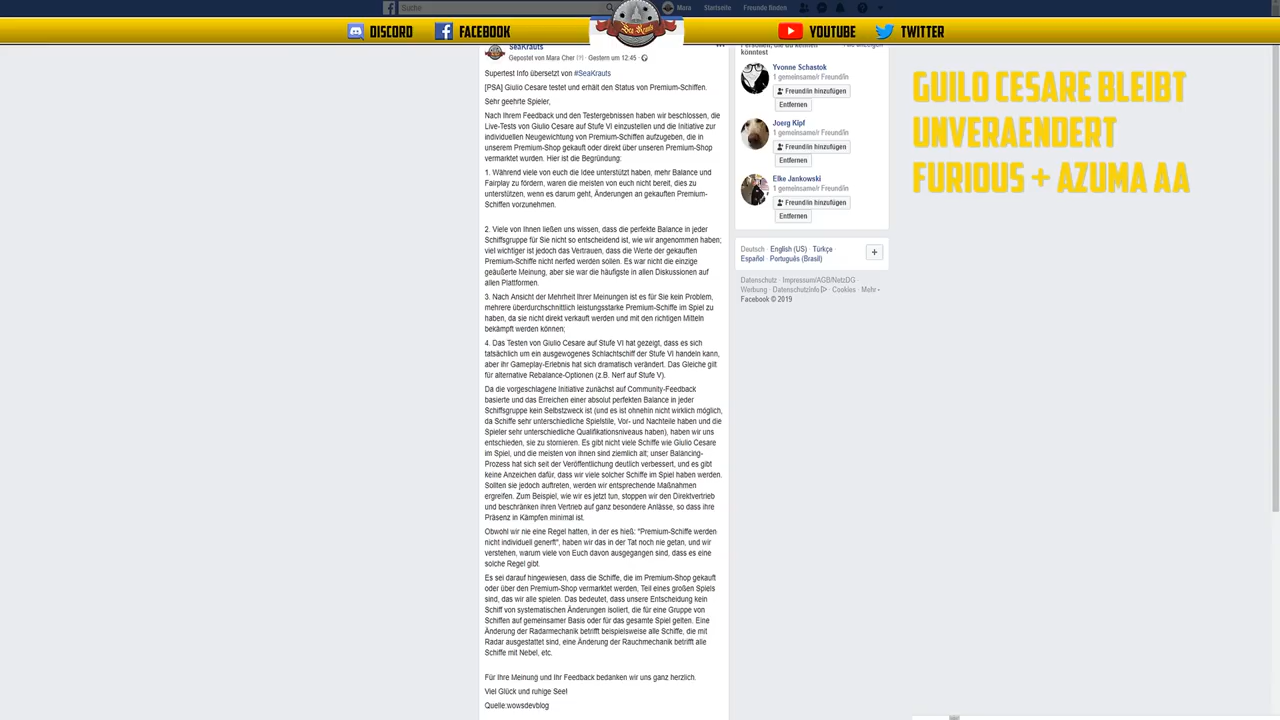 Suche
Mara
Startseite
Freunde finden
DISCORD
FACEBOOK
Sea Krauts
YOUTUBE
TWITTER
SeaKrauts
Gepostet von Mara Cher [?] · Gestern um 12:45 ·
Supertest Info übersetzt von #SeaKrauts
[PSA] Giulio Cesare testet und erhält den Status von Premium-Schiffen.
Sehr geehrte Spieler,
Nach Ihrem Feedback und den Testergebnissen haben wir beschlossen, die
Live-Tests von Giulio Cesare auf Stufe VI einzustellen und die Initiative zur
individuellen Neugewichtung von Premium-Schiffen aufzugeben, die in
unserem Premium-Shop gekauft oder direkt über unseren Premium-Shop
vermarktet wurden. Hier ist die Begründung:
1. Während viele von euch die Idee unterstützt haben, mehr Balance und
Fairplay zu fördern, waren die meisten von euch nicht bereit, dies zu
unterstützen, wenn es darum geht, Änderungen an gekauften Premium-
Schiffen vorzunehmen.
2. Viele von Ihnen ließen uns wissen, dass die perfekte Balance in jeder
Schiffsgruppe für Sie nicht so entscheidend ist, wie wir angenommen haben;
viel wichtiger ist jedoch das Vertrauen, dass die Werte der gekauften
Premium-Schiffe nicht nerfed werden sollen. Es war nicht die einzige
geäußerte Meinung, aber sie war die häufigste in allen Diskussionen auf
allen Plattformen.
3. Nach Ansicht der Mehrheit Ihrer Meinungen ist es für Sie kein Problem,
mehrere überdurchschnittlich leistungsstarke Premium-Schiffe im Spiel zu
haben, da sie nicht direkt verkauft werden und mit den richtigen Mitteln
bekämpft werden können;
4. Das Testen von Giulio Cesare auf Stufe VI hat gezeigt, dass es sich
tatsächlich um ein ausgewogenes Schlachtschiff der Stufe VI handeln kann,
aber ihr Gameplay-Erlebnis hat sich dramatisch verändert. Das Gleiche gilt
für alternative Rebalance-Optionen (z.B. Nerf auf Stufe V).
Da die vorgeschlagene Initiative zunächst auf Community-Feedback
basierte und das Erreichen einer absolut perfekten Balance in jeder
Schiffsgruppe kein Selbstzweck ist (und es ist ohnehin nicht wirklich möglich,
da Schiffe sehr unterschiedliche Spielstile, Vor- und Nachteile haben und die
Spieler sehr unterschiedliche Qualifikationsniveaus haben), haben wir uns
entschieden, sie zu stornieren. Es gibt nicht viele Schiffe wie Giulio Cesare
im Spiel, und die meisten von ihnen sind ziemlich alt; unser Balancing-
Prozess hat sich seit der Veröffentlichung deutlich verbessert, und es gibt
keine Anzeichen dafür, dass wir viele solcher Schiffe im Spiel haben werden.
Sollten sie jedoch auftreten, werden wir entsprechende Maßnahmen
ergreifen. Zum Beispiel, wie wir es jetzt tun, stoppen wir den Direktvertrieb
und beschränken ihren Vertrieb auf ganz besondere Anlässe, so dass ihre
Präsenz in Kämpfen minimal ist.
Obwohl wir nie eine Regel hatten, in der es hieß: "Premium-Schiffe werden
nicht individuell generft", haben wir das in der Tat noch nie getan, und wir
verstehen, warum viele von Euch davon ausgegangen sind, dass es eine
solche Regel gibt.
Es sei darauf hingewiesen, dass die Schiffe, die im Premium-Shop gekauft
oder über den Premium-Shop vermarktet werden, Teil eines großen Spiels
sind, das wir alle spielen. Das bedeutet, dass unsere Entscheidung kein
Schiff von systematischen Änderungen isoliert, die für eine Gruppe von
Schiffen auf gemeinsamer Basis oder für das gesamte Spiel gelten. Eine
Änderung der Radarmechanik betrifft beispielsweise alle Schiffe, die mit
Radar ausgestattet sind, eine Änderung der Rauchmechanik betrifft alle
Schiffe mit Nebel, etc.
Für Ihre Meinung und Ihr Feedback bedanken wir uns ganz herzlich.
Viel Glück und ruhige See!
Quelle:wowsdevblog
Personen, die du kennen
könntest
Alle anzeigen
Yvonne Schastok
1 gemeinsame/r Freund/in
Freund/in hinzufügen
Entfernen
Joerg Kipf
1 gemeinsame/r Freund/in
Freund/in hinzufügen
Entfernen
Elke Jankowski
1 gemeinsame/r Freund/in
Freund/in hinzufügen
Entfernen
Deutsch · English (US) · Türkçe ·
Español · Português (Brasil)
Datenschutz · Impressum/AGB/NetzDG ·
Werbung · Datenschutzinfo · Cookies · Mehr
Facebook © 2019
GUILO CESARE BLEIBT
UNVERAENDERT
FURIOUS + AZUMA AA